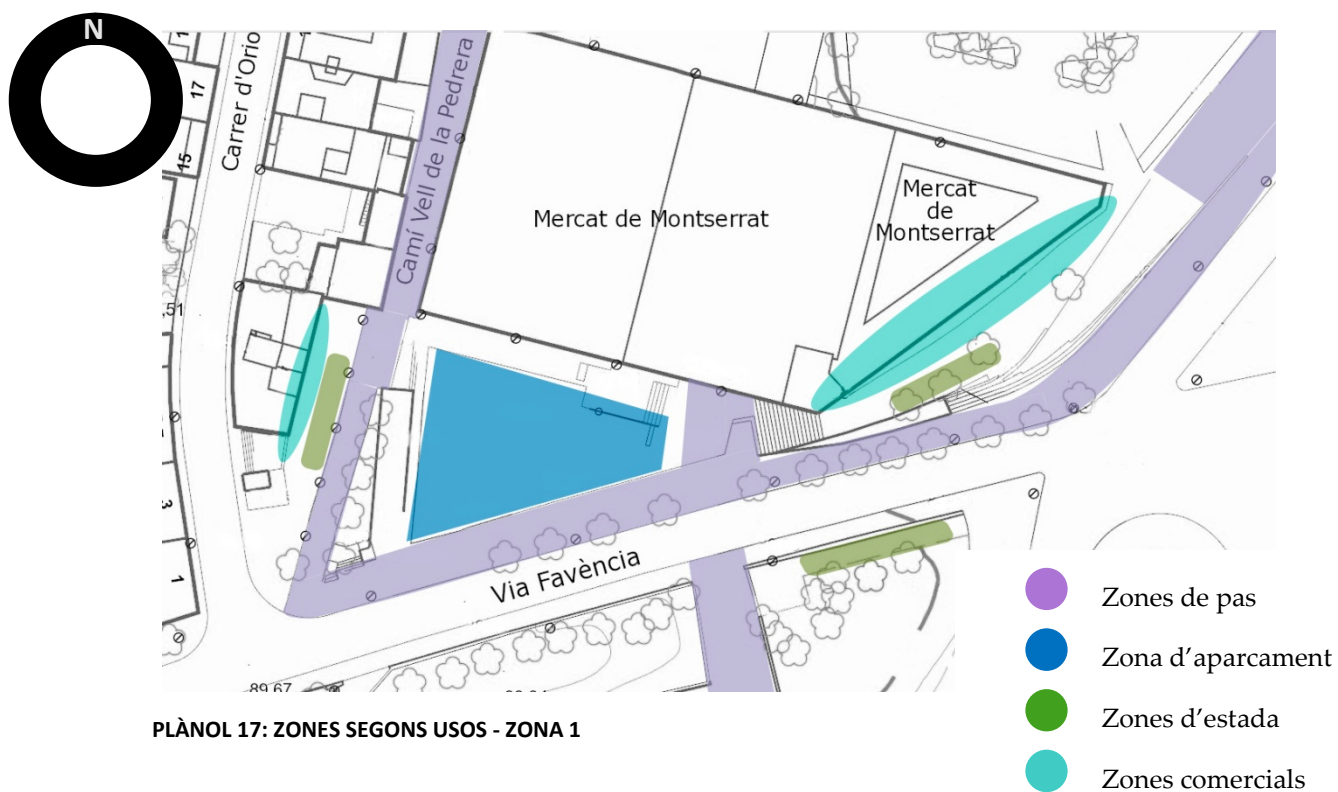 N
Carrer d'Orio
17
15
Camí Vell de la Pedrera
Mercat de Montserrat
Mercat
de
Montserrat
,51
3
1
Via Favència
89,67
Zones de pas
Zona d'aparcament
Zones d'estada
Zones comercials
PLÀNOL 17: ZONES SEGONS USOS - ZONA 1